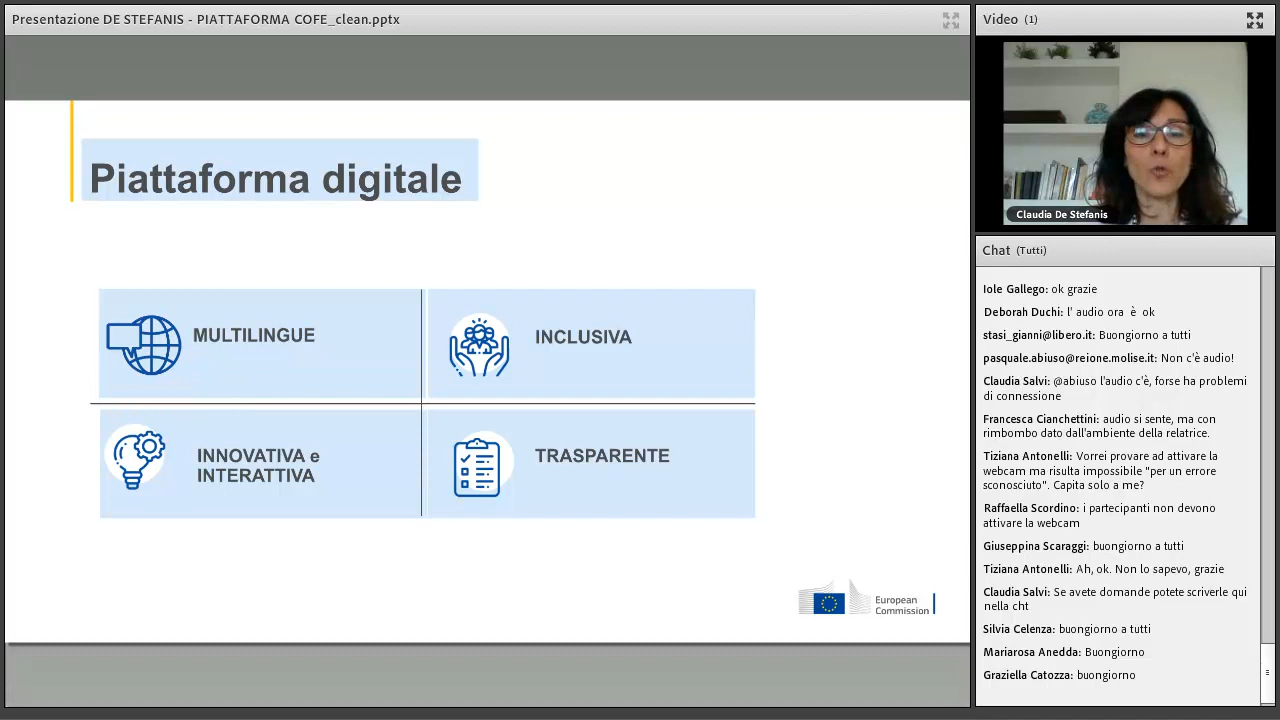 Presentazione DE STEFANIS - PIATTAFORMA COFE_clean.pptx
Piattaforma digitale
MULTILINGUE
INCLUSIVA
INNOVATIVA e
INTERATTIVA
TRASPARENTE
European
Commission
Video (1)
Claudia De Stefanis
Chat (Tutti)
Iole Gallego: ok grazie
Deborah Duchi: l' audio ora è ok
stasi_gianni@libero.it: Buongiorno a tutti
pasquale.abiuso@reione.molise.it: Non c'è audio!
Claudia Salvi: @abiuso l'audio c'è, forse ha problemi
di connessione
Francesca Cianchettini: audio si sente, ma con
rimbombo dato dall'ambiente della relatrice.
Tiziana Antonelli: Vorrei provare ad attivare la
webcam ma risulta impossibile "per un errore
sconosciuto". Capita solo a me?
Raffaella Scordino: i partecipanti non devono
attivare la webcam
Giuseppina Scaraggi: buongiorno a tutti
Tiziana Antonelli: Ah, ok. Non lo sapevo, grazie
Claudia Salvi: Se avete domande potete scriverle qui
nella cht
Silvia Celenza: buongiorno a tutti
Mariarosa Anedda: Buongiorno
Graziella Catozza: buongiorno